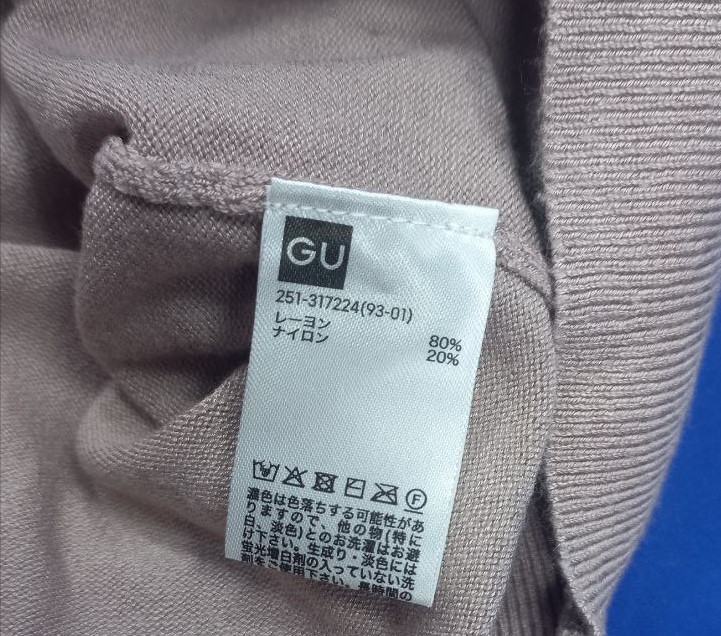 GU
251-317224(93-01)
レーヨン 80%
ナイロン 20%
F
濃色は色落ちする可能性があ
りますので、他の物(特に
白、淡色)とのお洗濯はお避
け下さい。生成り・淡色には
蛍光増白剤の入っていない洗
剤をご使用下さい。長時間の